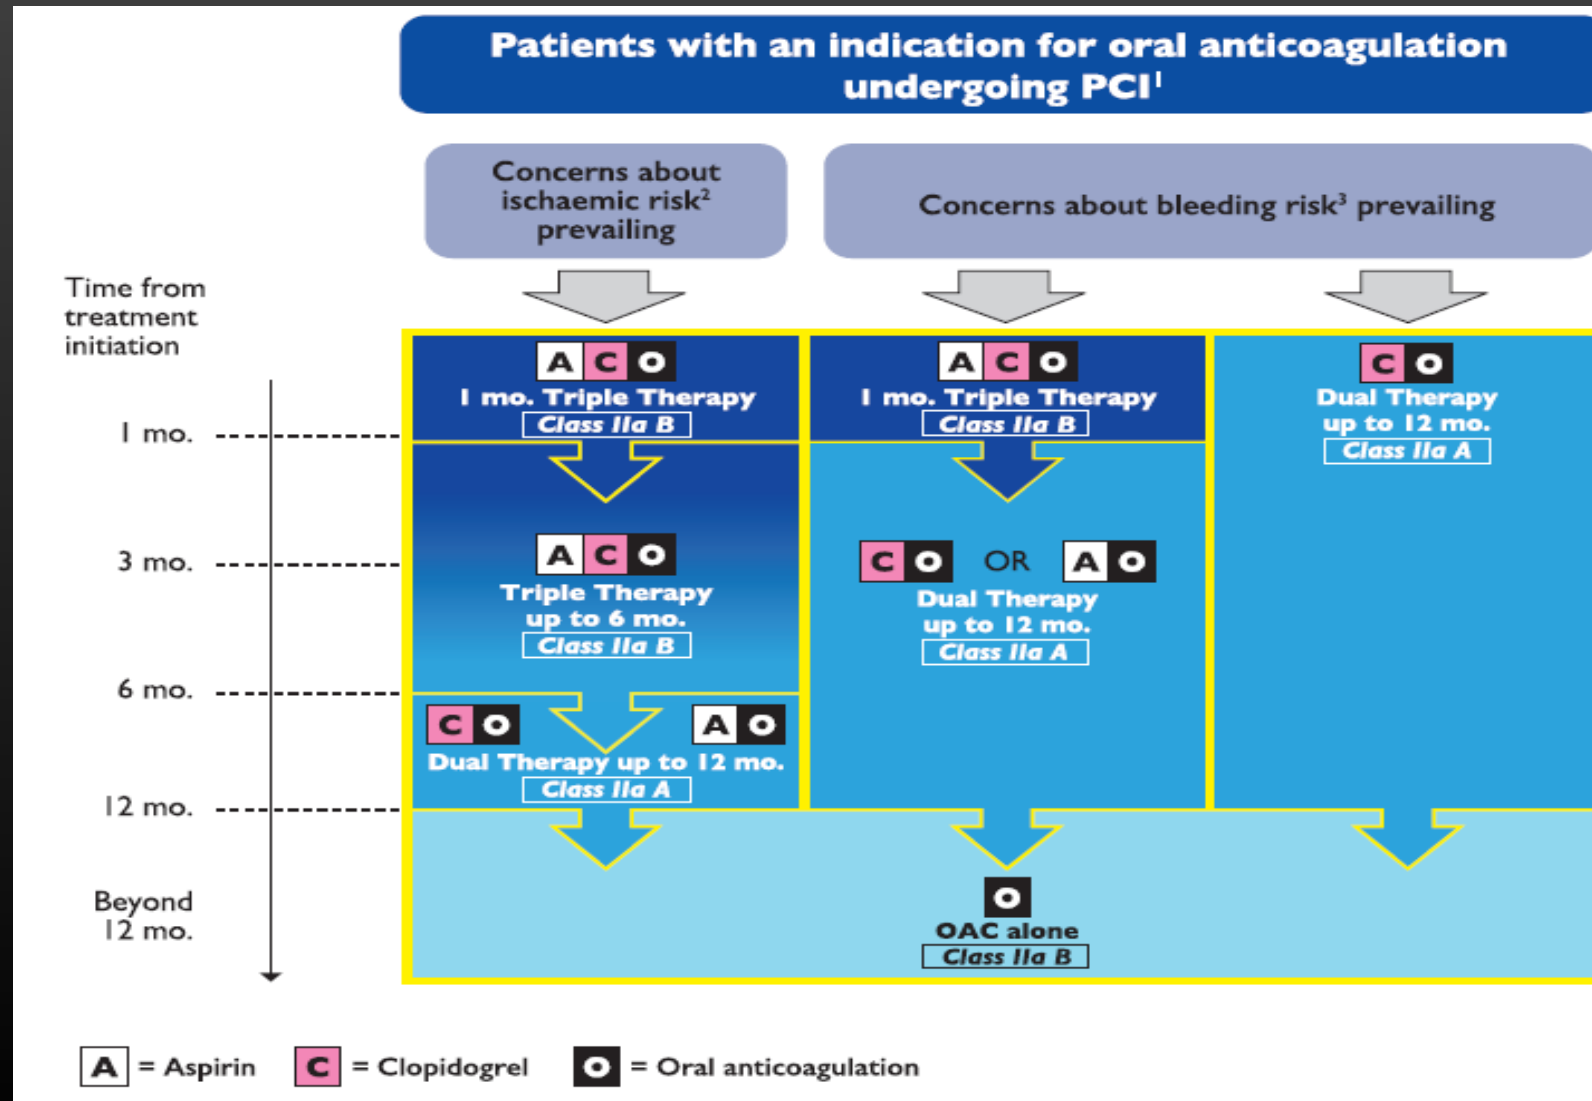 Patients with an indication for oral anticoagulation
undergoing PCI¹
Concerns about
ischaemic risk²
prevailing
Concerns about bleeding risk³ prevailing
Time from
treatment
initiation
A C O
1 mo. Triple Therapy
Class IIa B
A C O
1 mo. Triple Therapy
Class IIa B
C O
Dual Therapy
up to 12 mo.
Class IIa A
1 mo.
3 mo.
A C O
Triple Therapy
up to 6 mo.
Class IIa B
C O OR A O
Dual Therapy
up to 12 mo.
Class IIa A
6 mo.
C O A O
Dual Therapy up to 12 mo.
Class IIa A
12 mo.
Beyond
12 mo.
O
OAC alone
Class IIa B
A = Aspirin C = Clopidogrel O = Oral anticoagulation